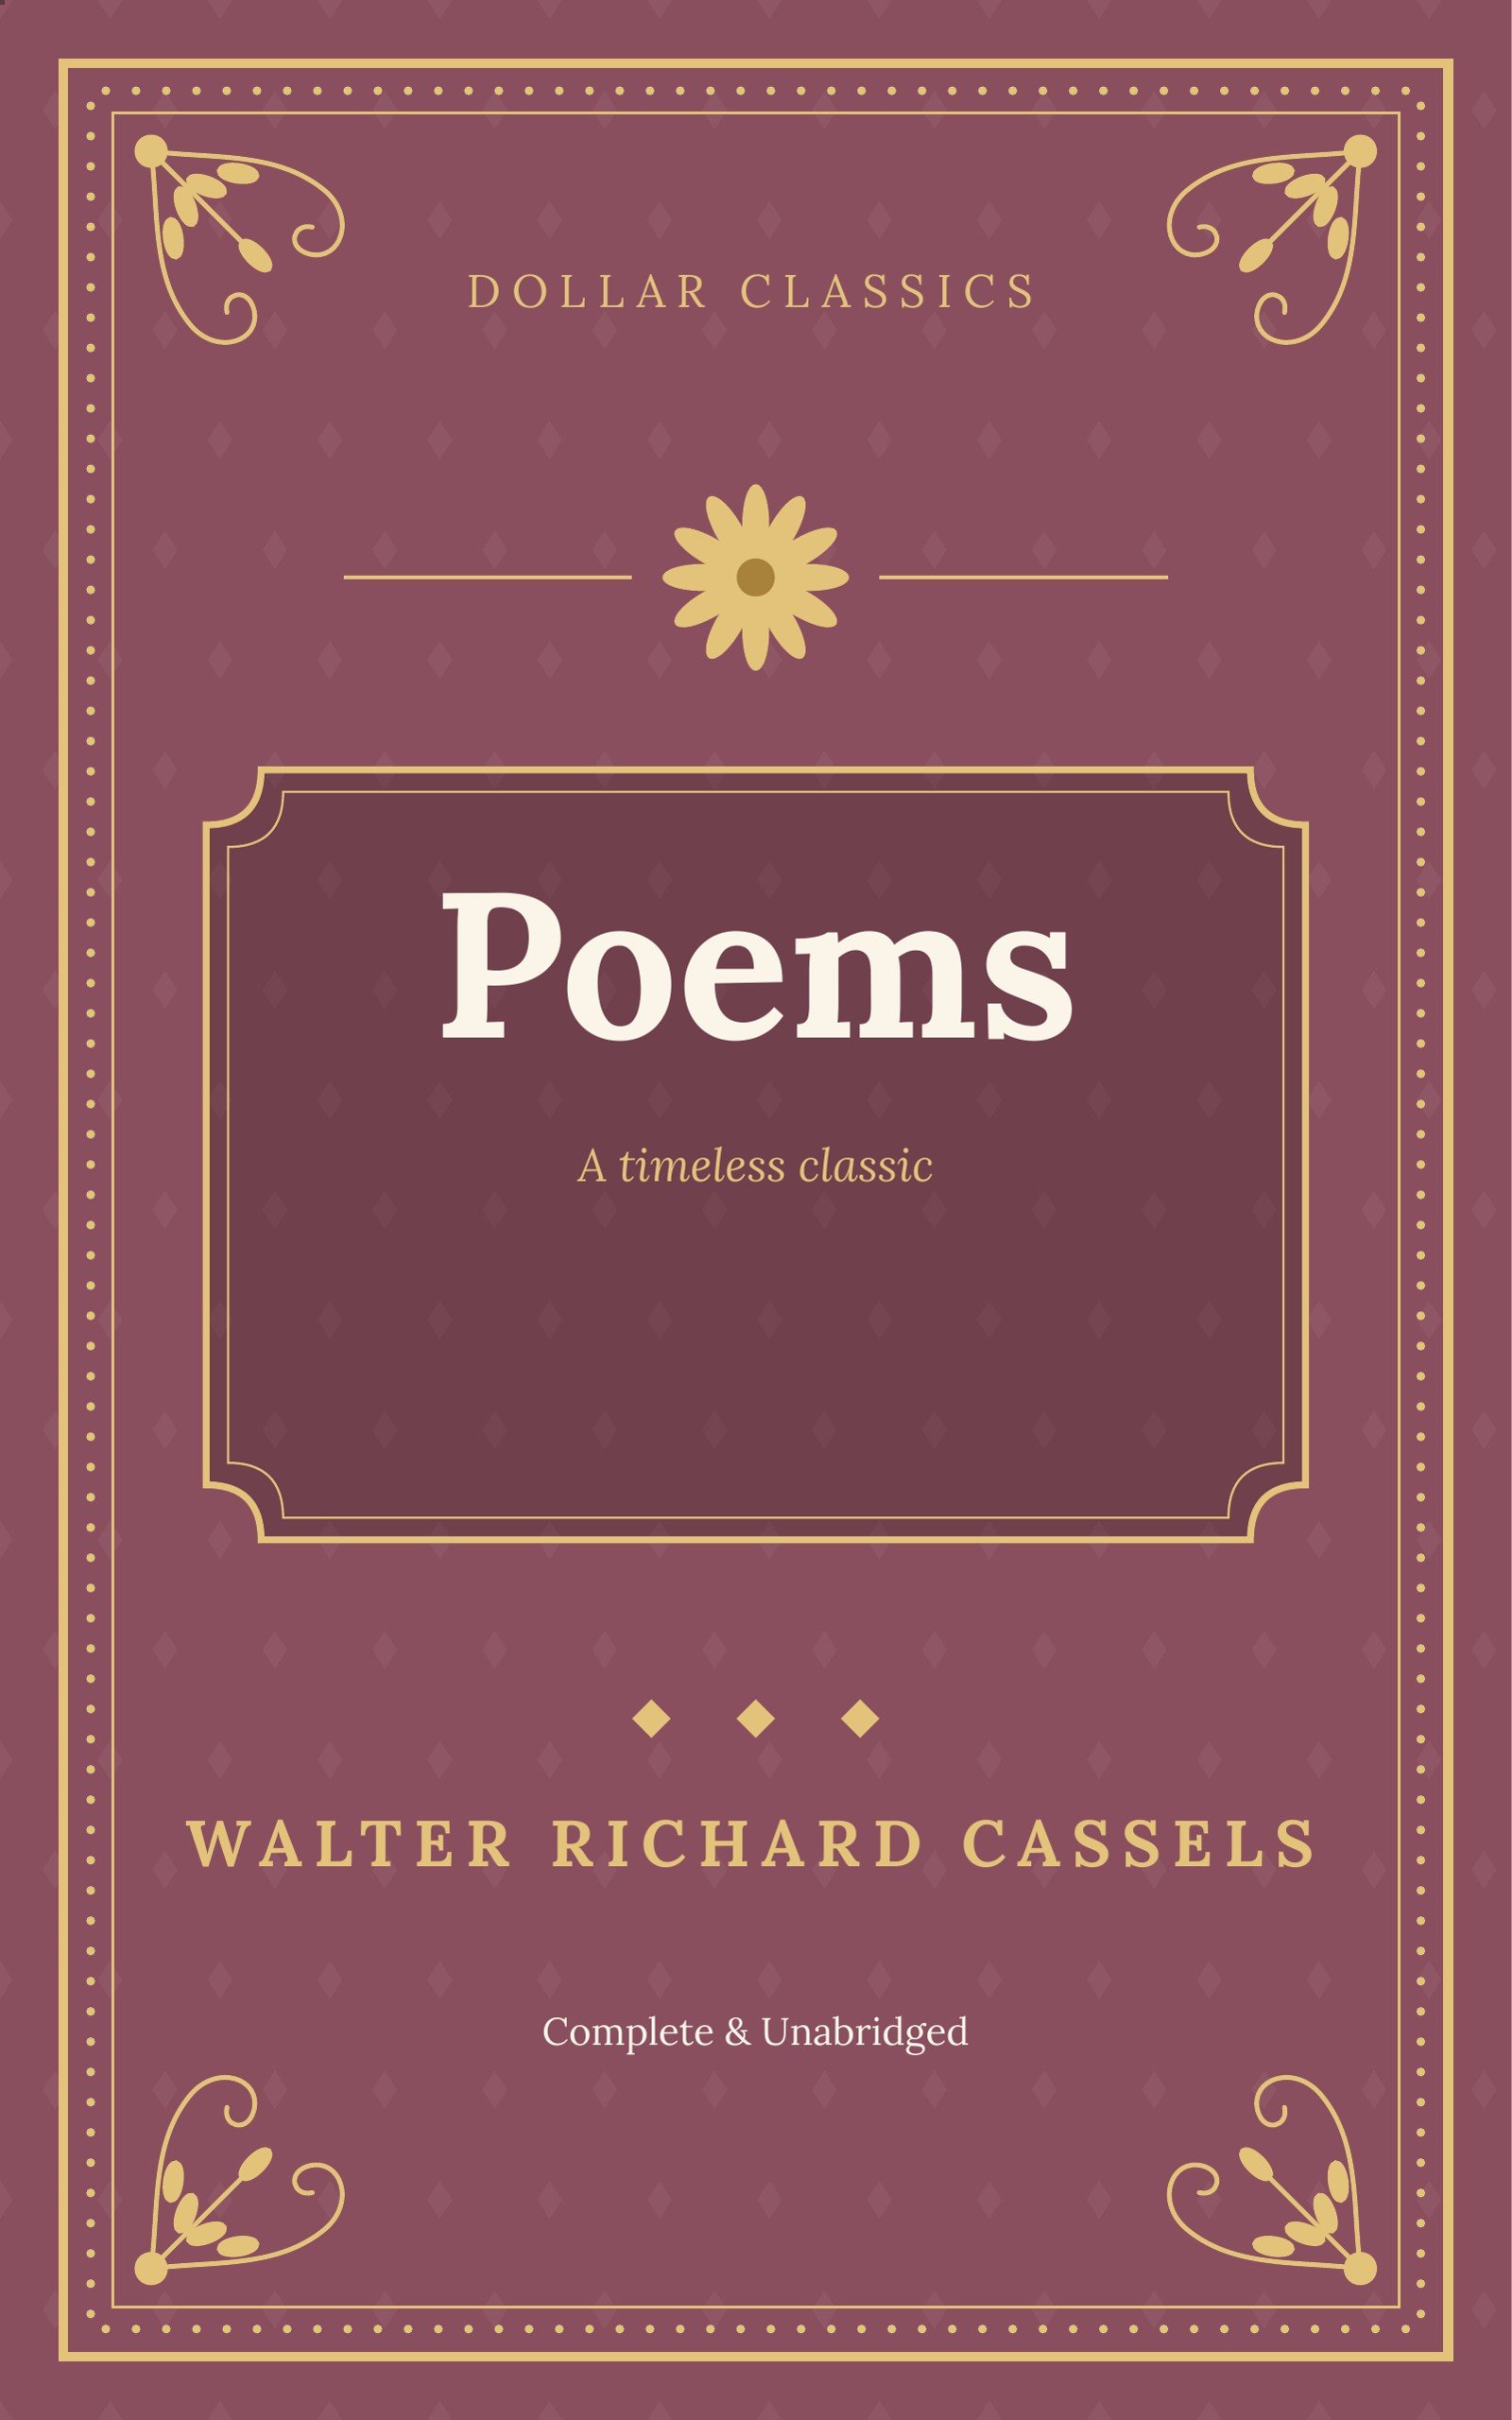 DOLLAR CLASSICS
Poems
A timeless classic
WALTER RICHARD CASSELS
Complete & Unabridged